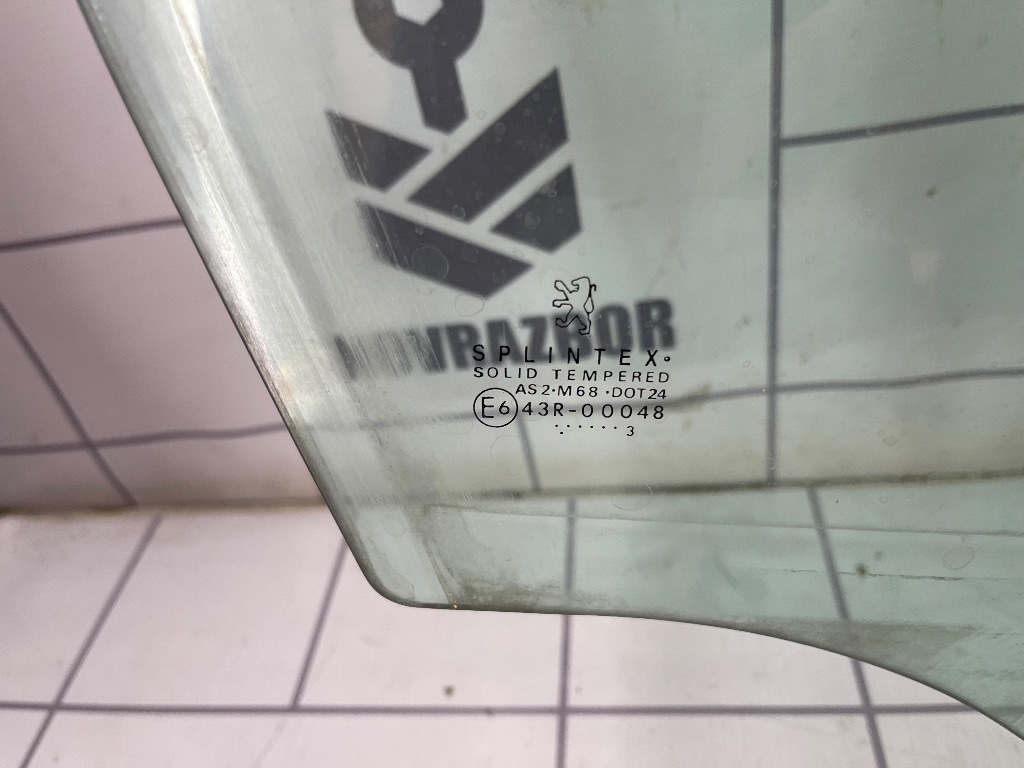 SPLINTEX
SOLID TEMPERED
AS2·M68·DOT24
E6 43R-00048
. . . . . . . 3